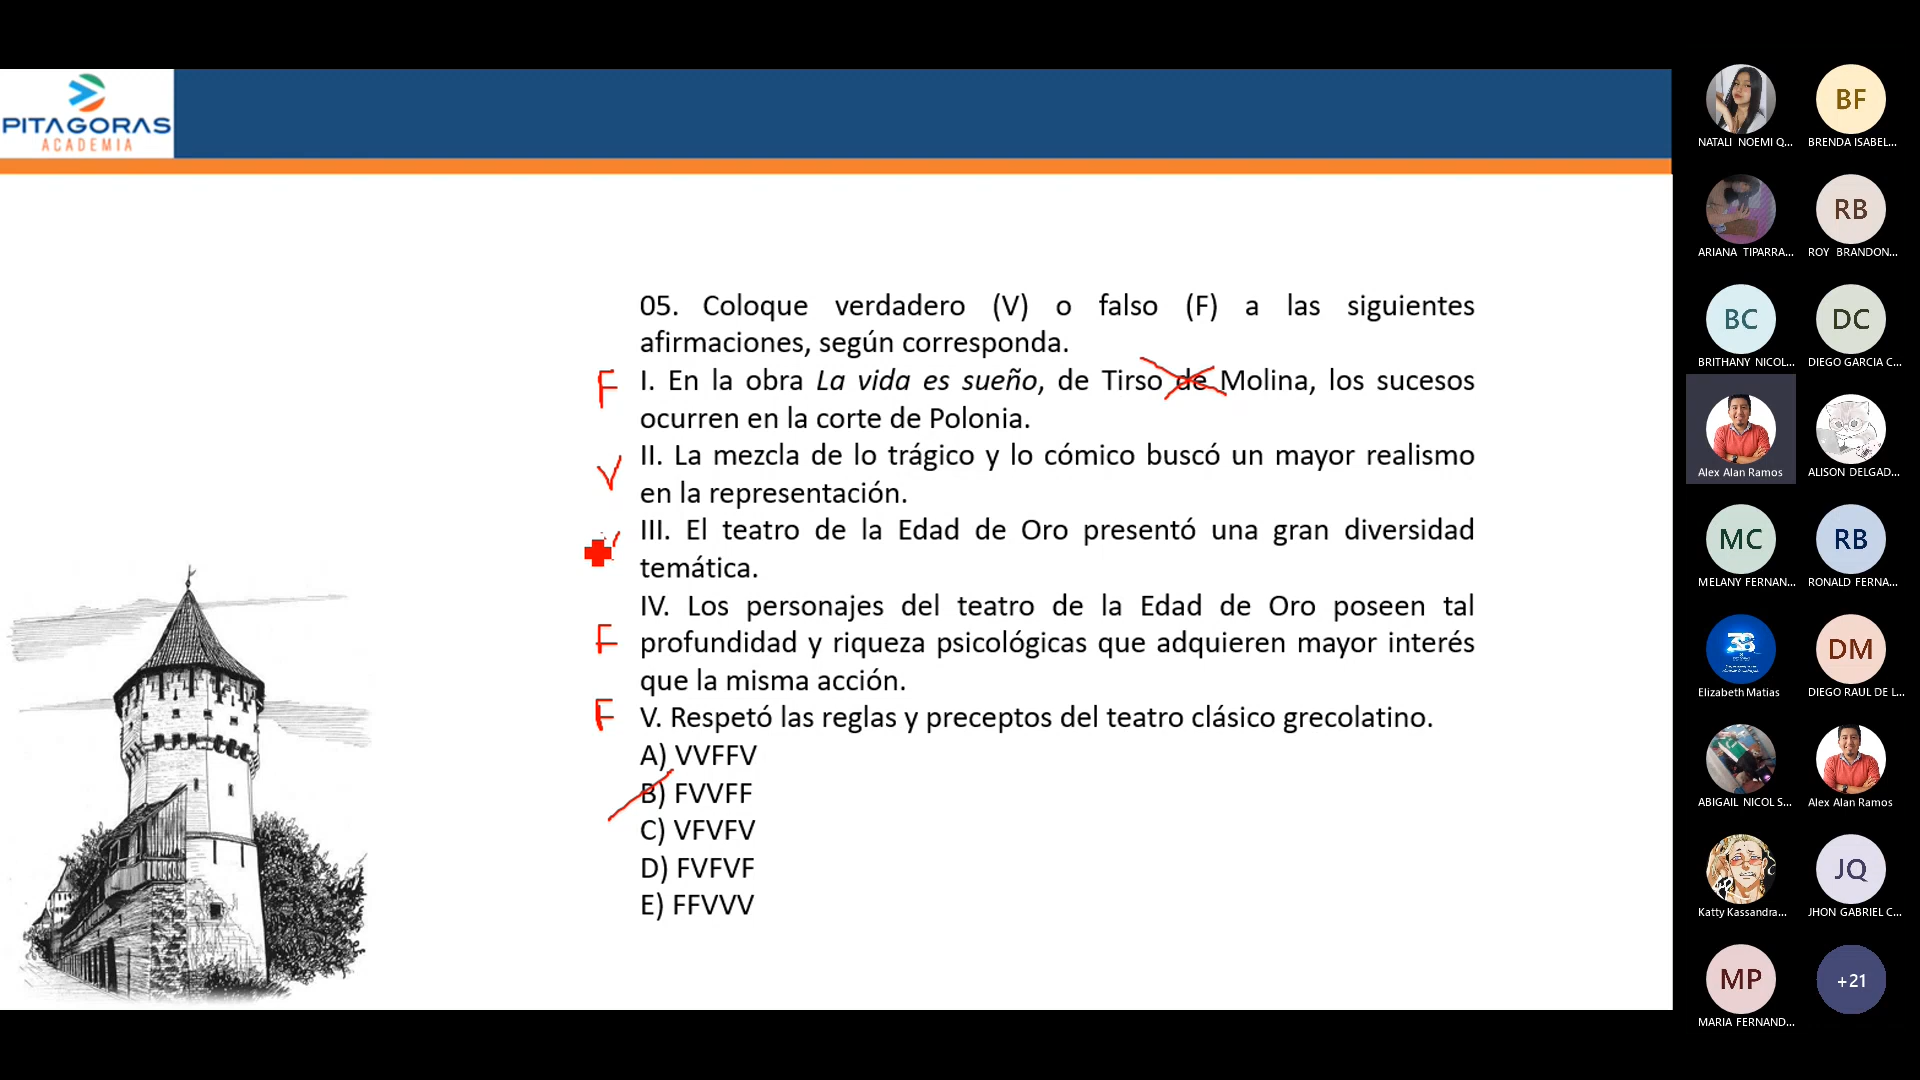 PITAGORAS
ACADEMIA
05. Coloque verdadero (V) o falso (F) a las siguientes
afirmaciones, según corresponda.
F I. En la obra La vida es sueño, de Tirso de Molina, los sucesos
ocurren en la corte de Polonia.
V II. La mezcla de lo trágico y lo cómico buscó un mayor realismo
en la representación.
III. El teatro de la Edad de Oro presentó una gran diversidad
temática.
IV. Los personajes del teatro de la Edad de Oro poseen tal
F profundidad y riqueza psicológicas que adquieren mayor interés
que la misma acción.
F V. Respetó las reglas y preceptos del teatro clásico grecolatino.
A) VVFFV
B) FVVFF
C) VFVFV
D) FVFVF
E) FFVVV
BF
NATALI NOEMI Q... BRENDA ISABEL...
RB
ARIANA TIPARRA... ROY BRANDON...
BC DC
BRITHANY NICOL... DIEGO GARCIA C...
Alex Alan Ramos ALISON DELGAD...
MC RB
MELANY FERNAN... RONALD FERNA...
38 DM
Elizabeth Matias DIEGO RAUL DE L...
ABIGAIL NICOL S... Alex Alan Ramos
JQ
Katty Kassandra... JHON GABRIEL C...
MP +21
MARIA FERNAND...